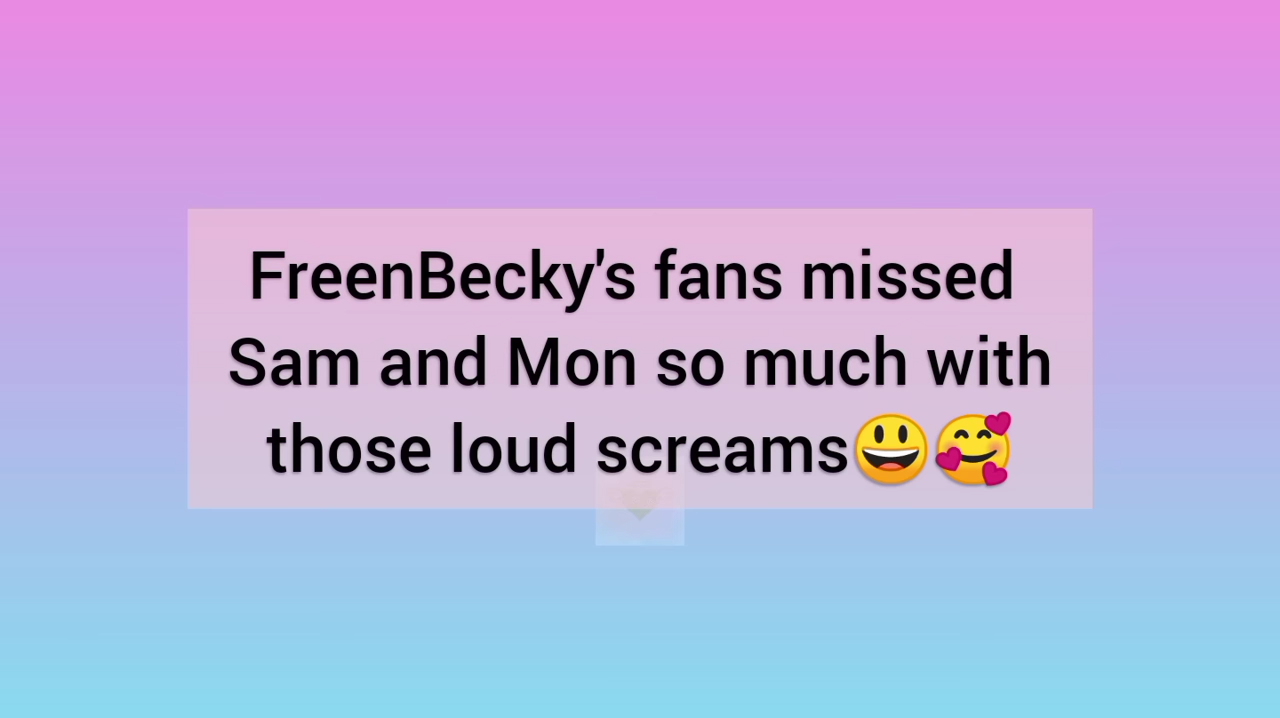 FreenBecky's fans missed
Sam and Mon so much with
those loud screams😃🥰